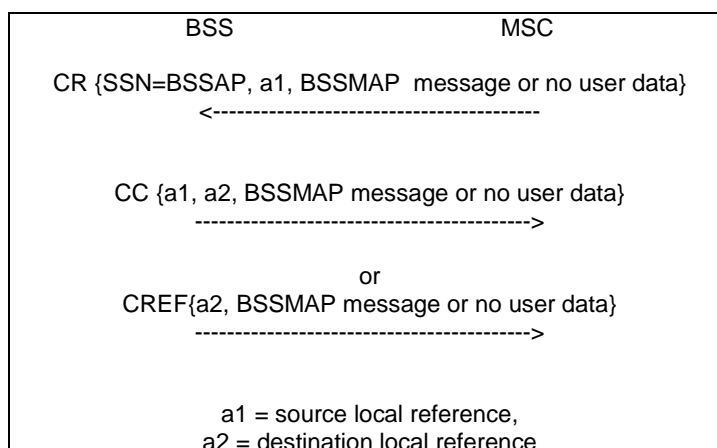 BSS MSC
CR {SSN=BSSAP, a1, BSSMAP message or no user data}
<-----------------------------------------
CC {a1, a2, BSSMAP message or no user data}
------------------------------------------>
or
CREF{a2, BSSMAP message or no user data}
------------------------------------------>
a1 = source local reference,
a2 = destination local reference